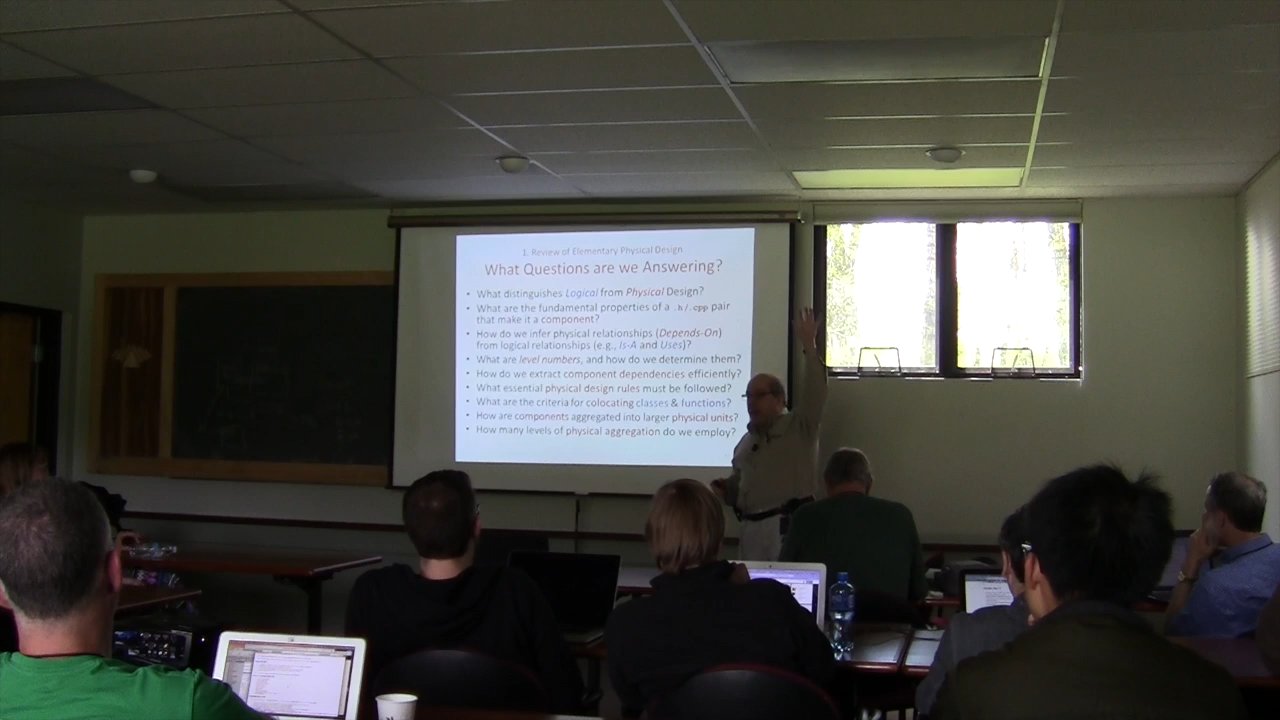 1. Review of Elementary Physical Design
What Questions are we Answering?
• What distinguishes Logical from Physical Design?
• What are the fundamental properties of a .h/.cpp pair
that make it a component?
• How do we infer physical relationships (Depends-On)
from logical relationships (e.g., Is-A and Uses)?
• What are level numbers, and how do we determine them?
• How do we extract component dependencies efficiently?
• What essential physical design rules must be followed?
• What are the criteria for colocating classes & functions?
• How are components aggregated into larger physical units?
• How many levels of physical aggregation do we employ?